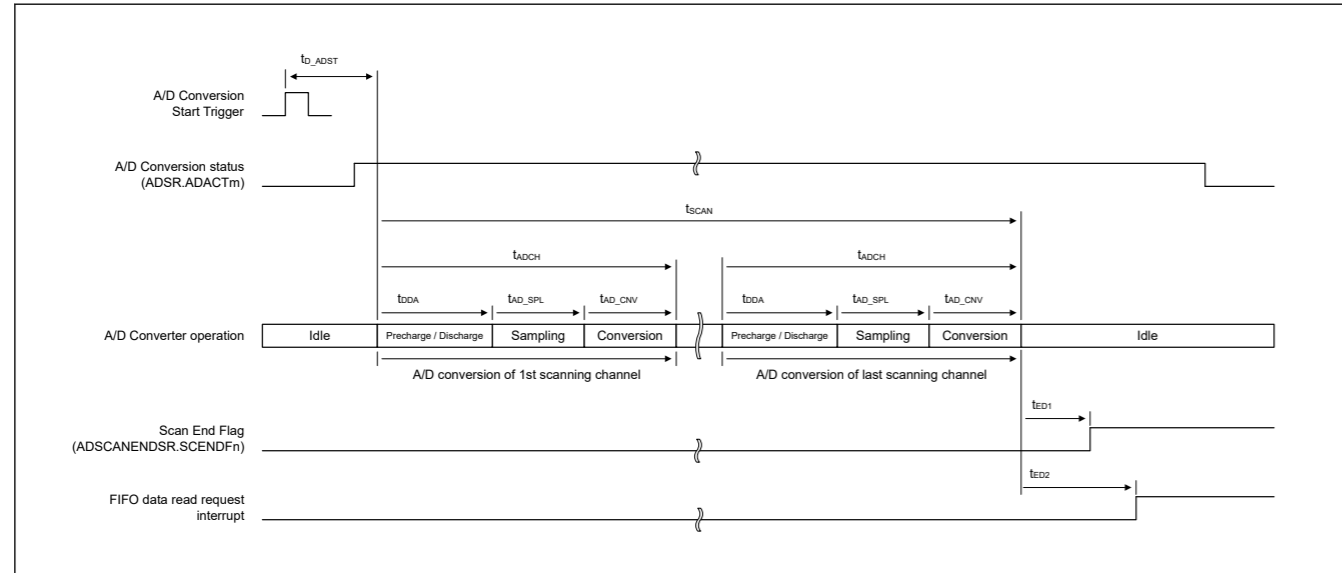 tD_ADST
A/D Conversion
Start Trigger
A/D Conversion status
(ADSR.ADACTm)
tSCAN
tADCH tADCH
tDDA tAD_SPL tAD_CNV tDDA tAD_SPL tAD_CNV
A/D Converter operation Idle Precharge / Discharge Sampling Conversion Precharge / Discharge Sampling Conversion Idle
A/D conversion of 1st scanning channel A/D conversion of last scanning channel
tED1
Scan End Flag
(ADSCANENDSR.SCENDFn)
tED2
FIFO data read request
interrupt